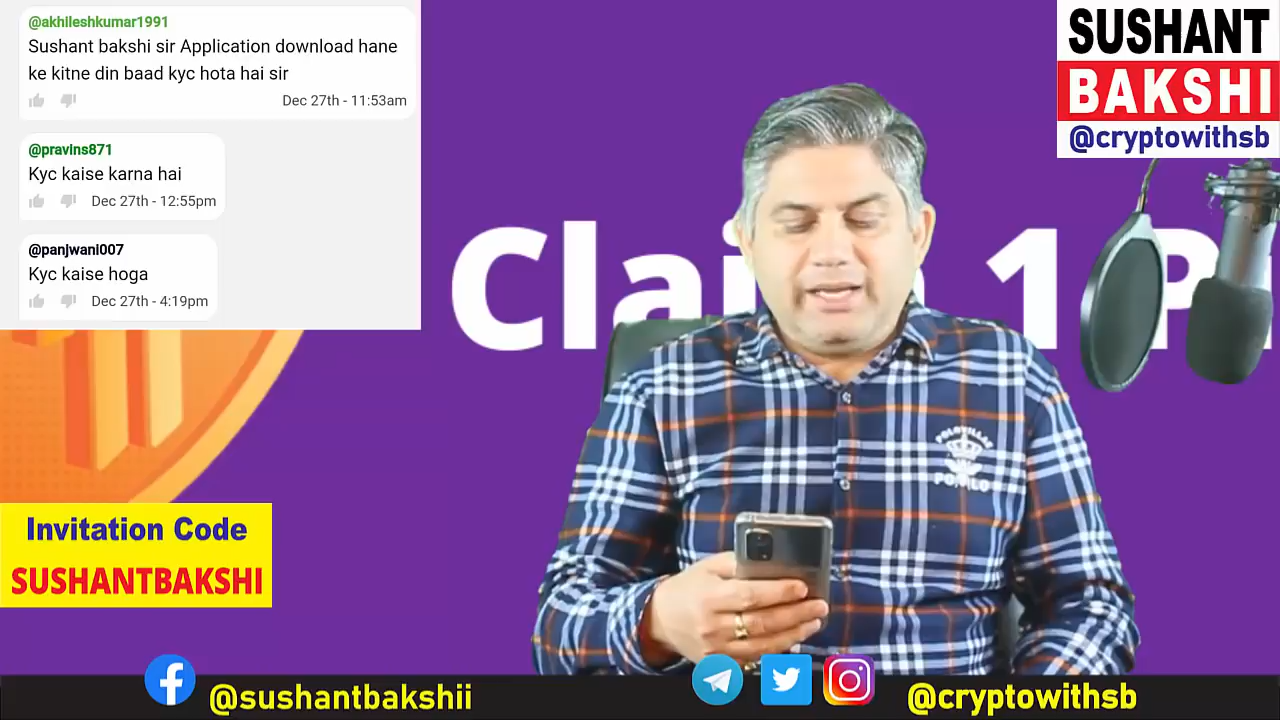 @akhileshkumar1991
Sushant bakshi sir Application download hane
ke kitne din baad kyc hota hai sir
Dec 27th - 11:53am
@pravins871
Kyc kaise karna hai
Dec 27th - 12:55pm
@panjwani007
Kyc kaise hoga
Dec 27th - 4:19pm
SUSHANT
BAKSHI
@cryptowithsb
1
Invitation Code
SUSHANTBAKSHI
@sushantbakshii
@cryptowithsb